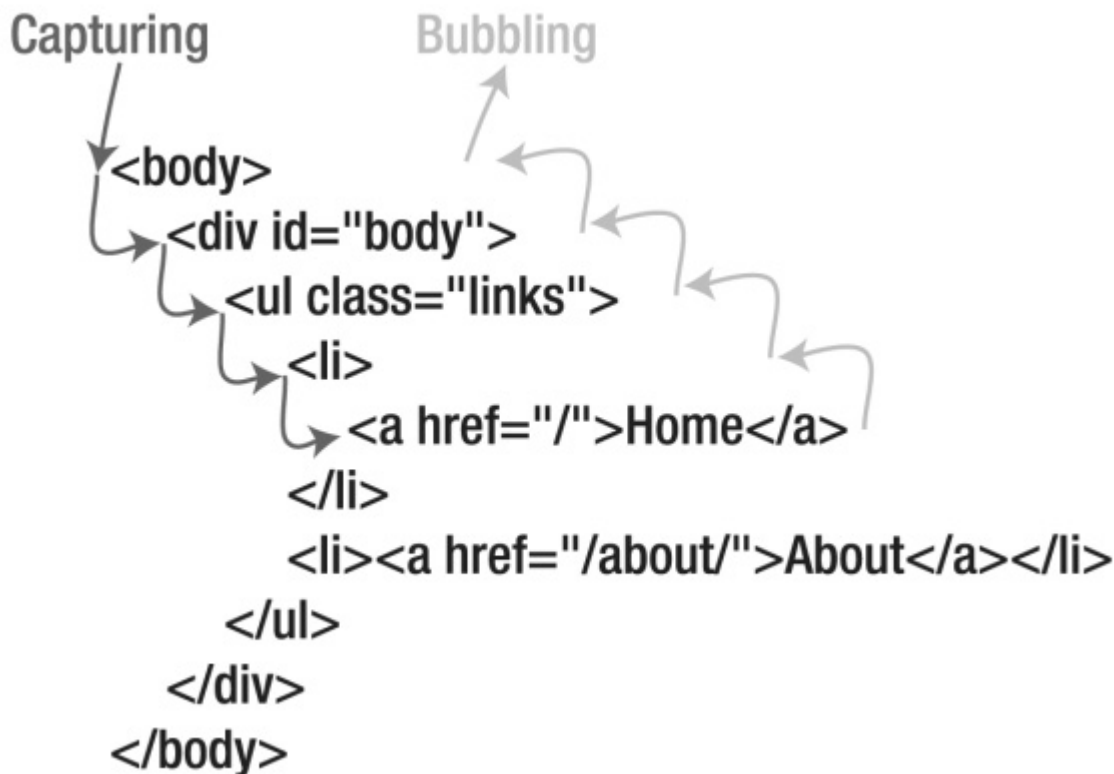 Capturing Bubbling
<body>
<div id="body">
<ul class="links">
<li>
<a href="/">Home</a>
</li>
<li><a href="/about/">About</a></li>
</ul>
</div>
</body>